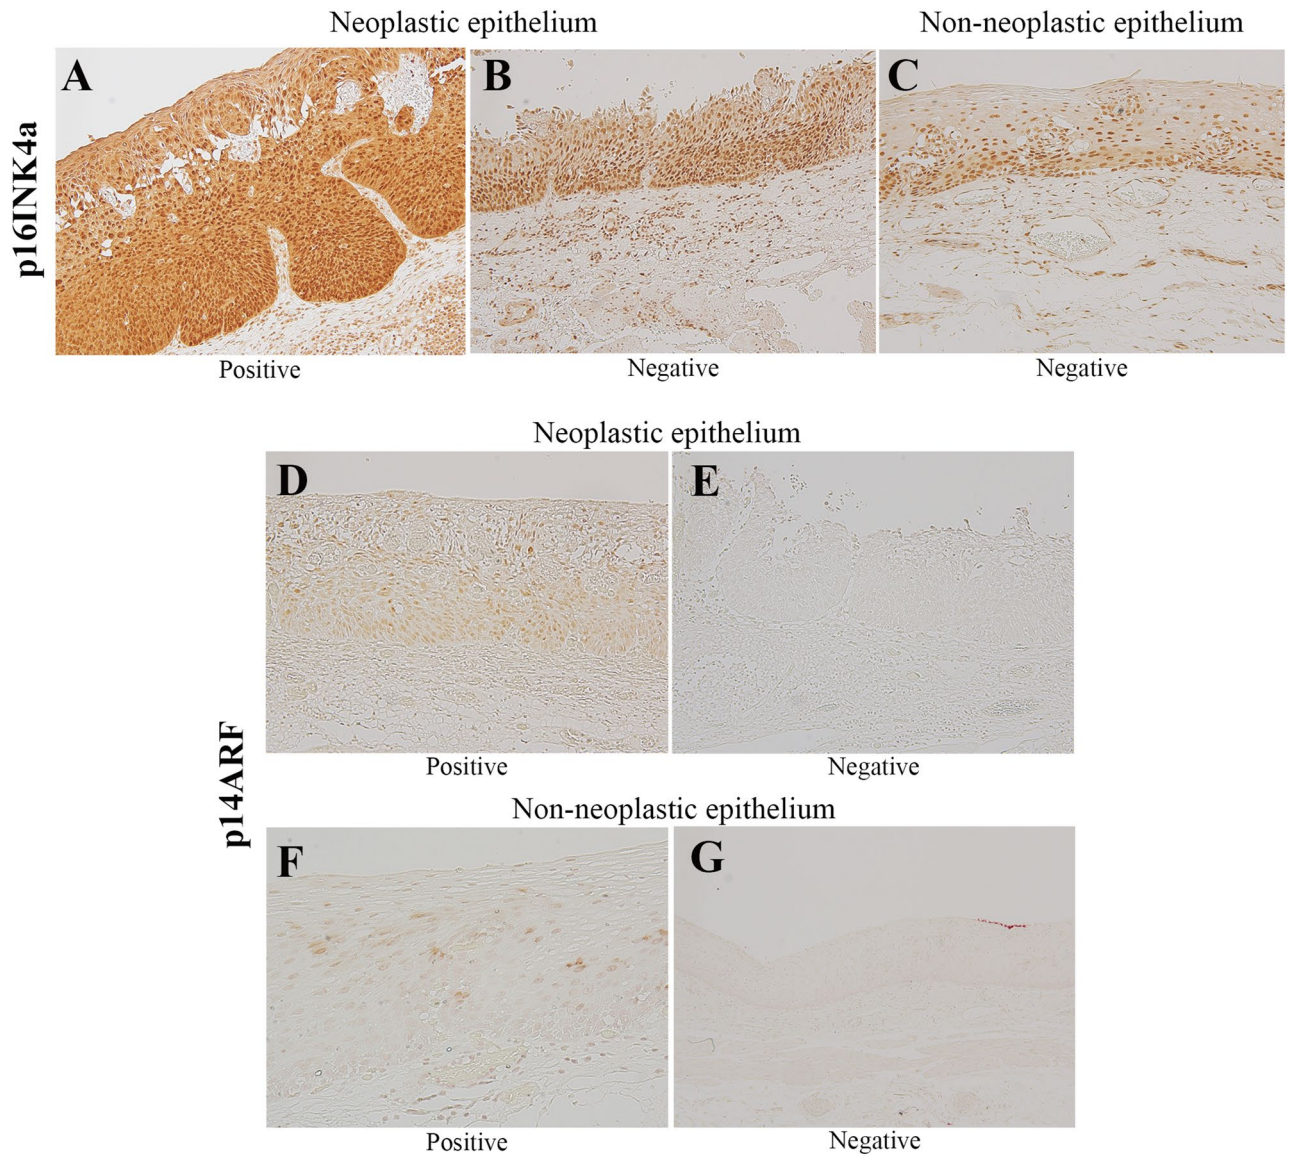 Neoplastic epithelium
Non-neoplastic epithelium
p16INK4a
A
B
C
Positive
Negative
Negative
Neoplastic epithelium
p14ARF
D
E
Positive
Negative
Non-neoplastic epithelium
F
G
Positive
Negative